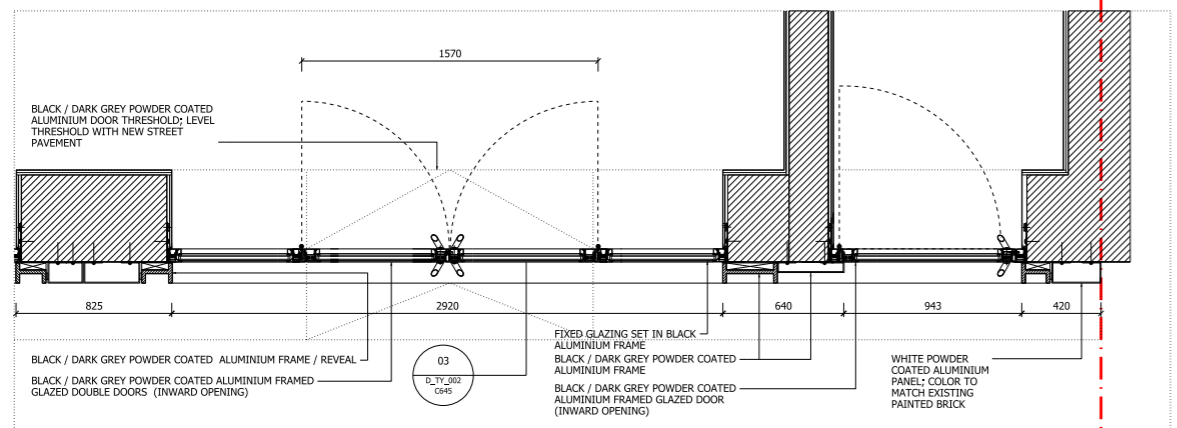 1570
BLACK / DARK GREY POWDER COATED
ALUMINIUM DOOR THRESHOLD; LEVEL
THRESHOLD WITH NEW STREET
PAVEMENT
825
2920
640
943
420
BLACK / DARK GREY POWDER COATED ALUMINIUM FRAME / REVEAL
BLACK / DARK GREY POWDER COATED ALUMINIUM FRAMED
GLAZED DOUBLE DOORS (INWARD OPENING)
03
D_TY_002
C645
FIXED GLAZING SET IN BLACK
ALUMINIUM FRAME
BLACK / DARK GREY POWDER COATED
ALUMINIUM FRAME
BLACK / DARK GREY POWDER COATED
ALUMINIUM FRAMED GLAZED DOOR
(INWARD OPENING)
WHITE POWDER
COATED ALUMINIUM
PANEL; COLOR TO
MATCH EXISTING
PAINTED BRICK